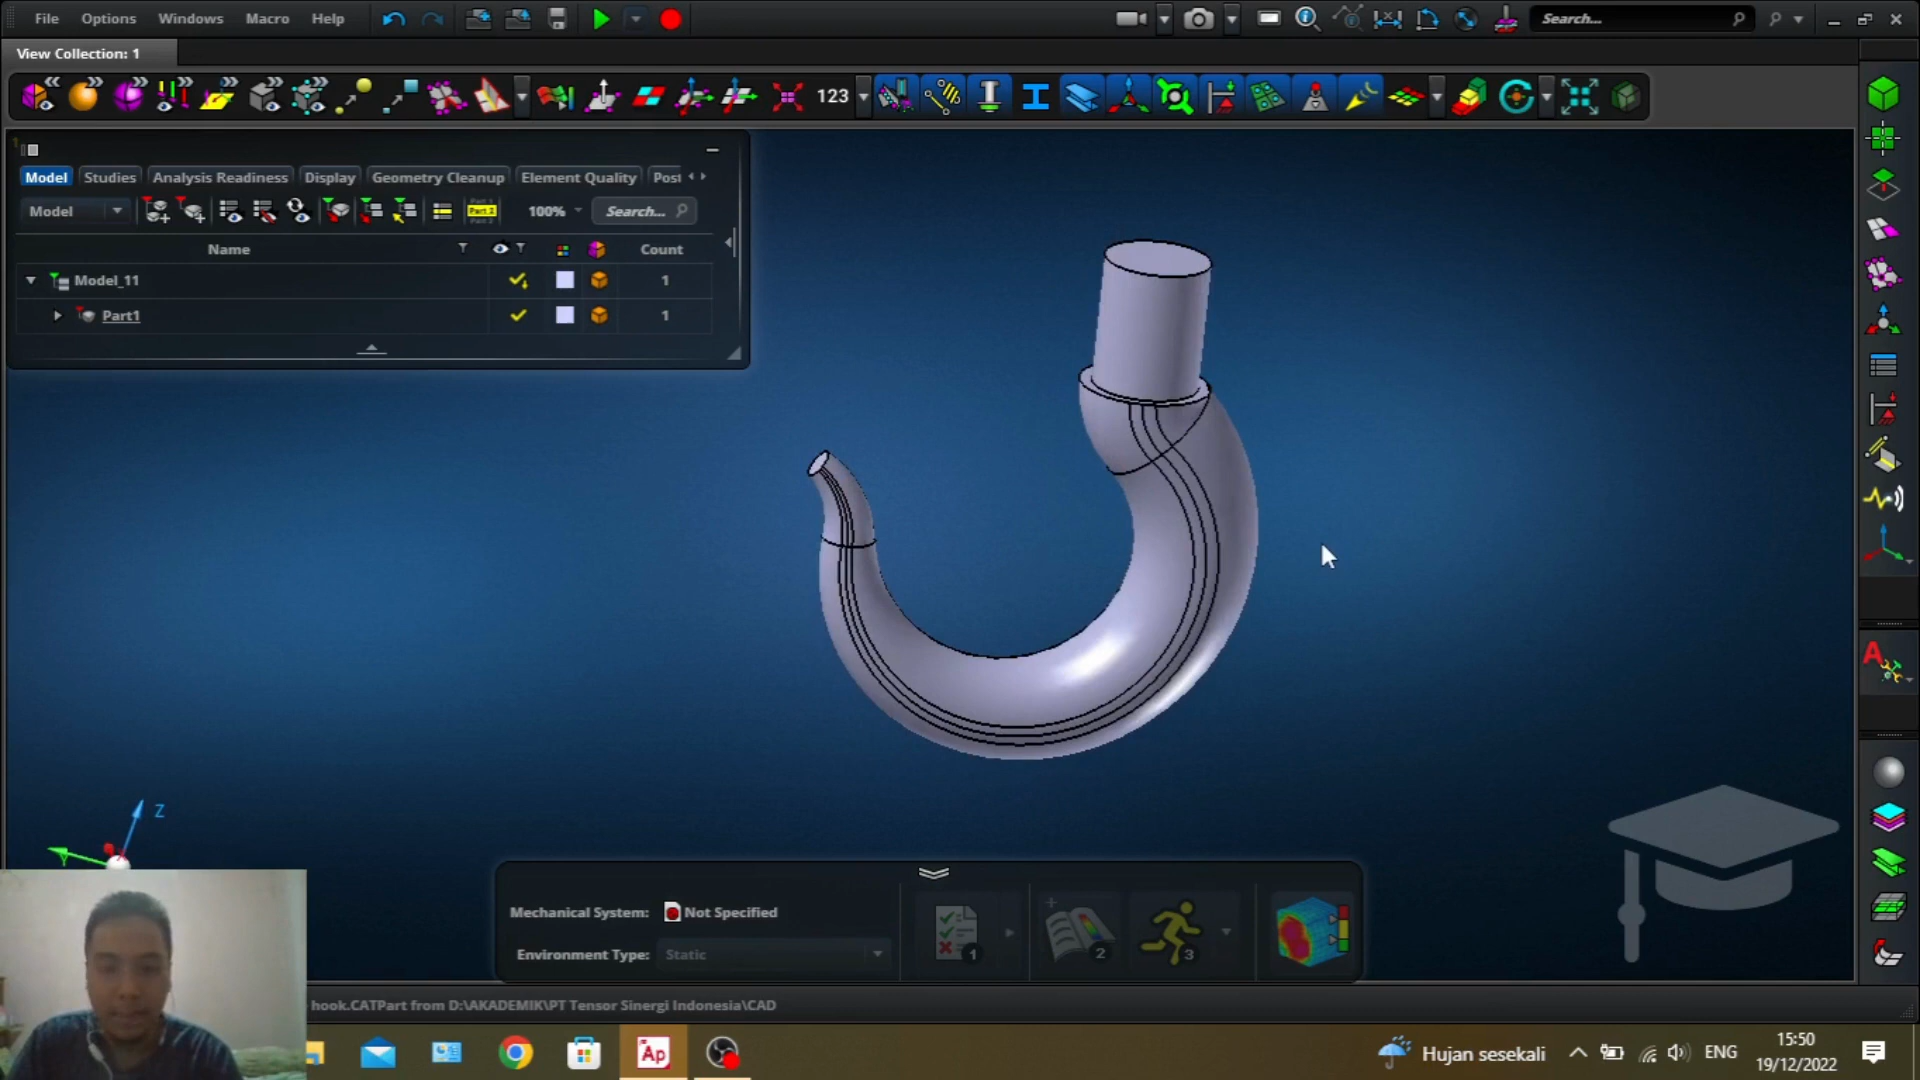 File Options Windows Macro Help Search...
View Collection: 1
123
Model Studies Analysis Readiness Display Geometry Cleanup Element Quality Post
Model 100% Search...
Name Count
Model_11 1
Part1 1
Z
Mechanical System: Not Specified
1 2 3
Environment Type: Static
hook.CATPart from D:\AKADEMIK\PT Tensor Sinergi Indonesia\CAD
Ap
Hujan sesekali ENG
15:50
19/12/2022